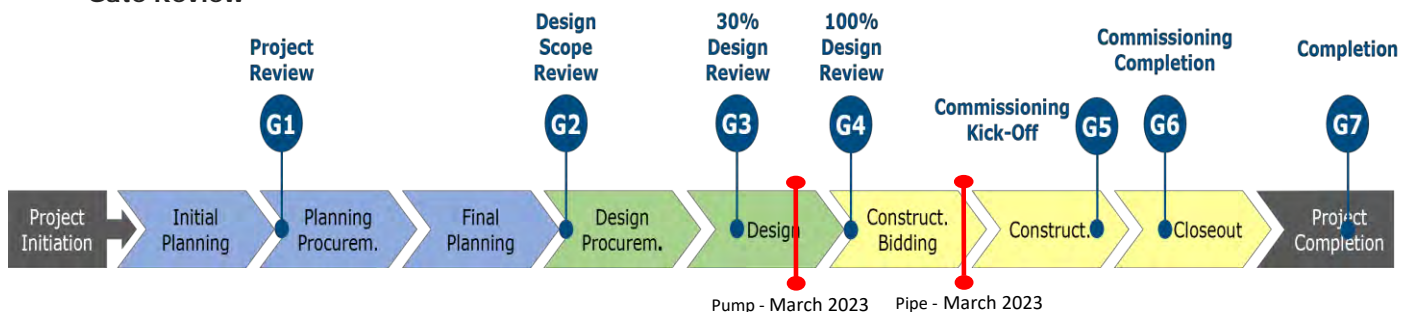 Gate Review
Project
Review
Design
Scope
Review
30%
Design
Review
100%
Design
Review
Commissioning
Kick-Off
Commissioning
Completion
Completion
G1
G2
G3
G4
G5
G6
G7
Project
Initiation
Initial
Planning
Planning
Procurem.
Final
Planning
Design
Procurem.
Design
Construct.
Bidding
Construct.
Closeout
Project
Completion
Pump - March 2023
Pipe - March 2023